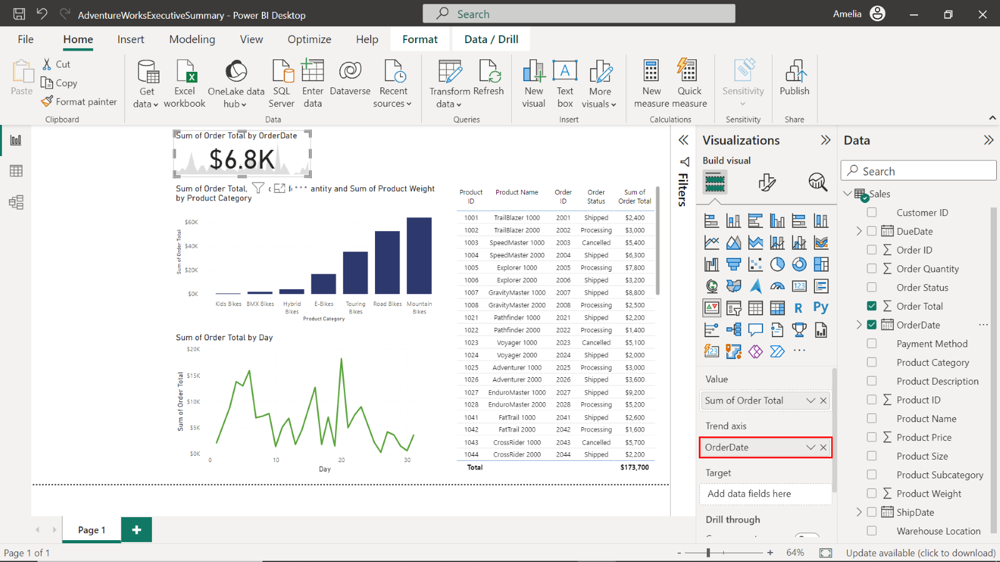 AdventureWorksExecutiveSummary - Power BI Desktop
Search
Amelia
File Home Insert Modeling View Optimize Help Format Data / Drill
Paste
Cut
Copy
Format painter
Clipboard
Get data
Excel workbook
OneLake data hub
SQL Server
Enter data
Dataverse
Recent sources
Data
Transform data
Refresh
Queries
New visual
A
Text box
More visuals
Insert
New measure
Quick measure
Calculations
Sensitivity
Sensitivity
Publish
Share
Sum of Order Total by OrderDate
$6.8K
Sum of Order Total, antity and Sum of Product Weight
by Product Category
Sum of Order Total
$60K
$40K
$20K
$0K
Kids Bikes BMX Bikes Hybrid Bikes E-Bikes Touring Bikes Road Bikes Mountain Bikes
Product Category
Sum of Order Total by Day
Sum of Order Total
$20K
$15K
$10K
$5K
$0K
0 10 20 30
Day
Product ID Product Name Order ID Order Status Sum of Order Total
1001 TrailBlazer 1000 2001 Shipped $2,400
1002 TrailBlazer 2000 2002 Processing $3,000
1003 SpeedMaster 1000 2003 Cancelled $5,400
1004 SpeedMaster 2000 2004 Shipped $6,300
1005 Explorer 1000 2005 Processing $7,800
1006 Explorer 2000 2006 Shipped $3,200
1007 GravityMaster 1000 2007 Shipped $8,800
1008 GravityMaster 2000 2008 Processing $2,500
1021 Pathfinder 1000 2021 Shipped $2,200
1022 Pathfinder 2000 2022 Processing $1,400
1023 Voyager 1000 2023 Cancelled $5,100
1024 Voyager 2000 2024 Shipped $2,000
1025 Adventurer 1000 2025 Processing $3,000
1026 Adventurer 2000 2026 Shipped $3,600
1027 EnduroMaster 1000 2027 Shipped $9,200
1028 EnduroMaster 2000 2028 Processing $5,200
1041 FatTrail 1000 2041 Shipped $2,600
1042 FatTrail 2000 2042 Processing $1,600
1043 CrossRider 1000 2043 Cancelled $5,700
1044 CrossRider 2000 2044 Shipped $2,200
Total $173,700
Filters
Visualizations
Build visual
123
R
Py
123
Value
Sum of Order Total
Trend axis
OrderDate
Target
Add data fields here
Drill through
Data
Search
Sales
Customer ID
DueDate
Order ID
Order Quantity
Order Status
Order Total
OrderDate
Payment Method
Product Category
Product Description
Product ID
Product Name
Product Price
Product Size
Product Subcategory
Product Weight
ShipDate
Warehouse Location
Page 1
Page 1 of 1
64%
Update available (click to download)